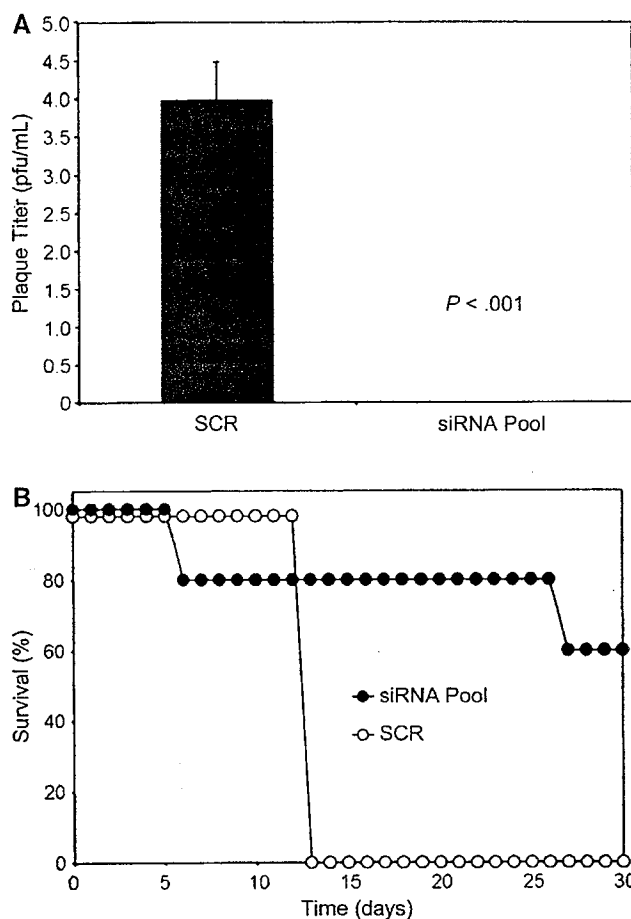 A
Plaque Titer (pfu/mL)
5.0
4.5
4.0
3.5
3.0
2.5
2.0
1.5
1.0
0.5
0
P < .001
SCR
siRNA Pool
B
Survival (%)
100
80
60
40
20
0
siRNA Pool
SCR
0
5
10
15
20
25
30
Time (days)